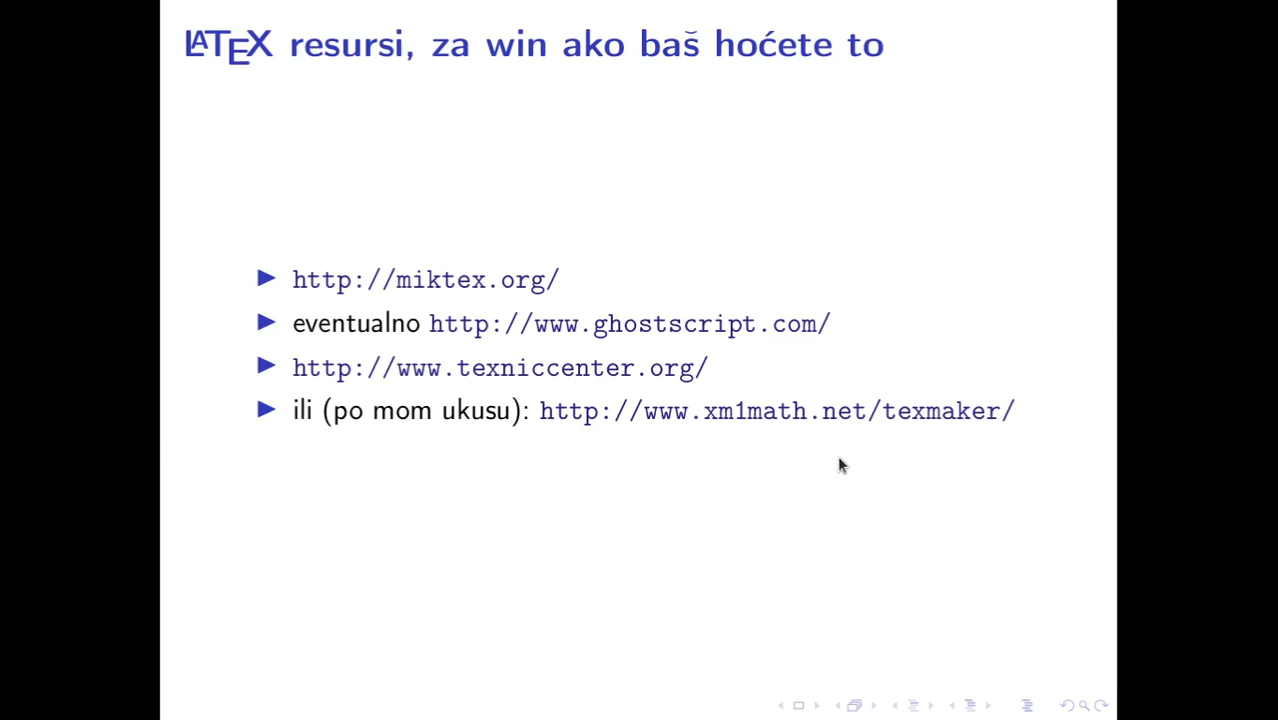 LATEX resursi, za win ako baš hoćete to
http://miktex.org/
eventualno http://www.ghostscript.com/
http://www.texniccenter.org/
ili (po mom ukusu): http://www.xm1math.net/texmaker/